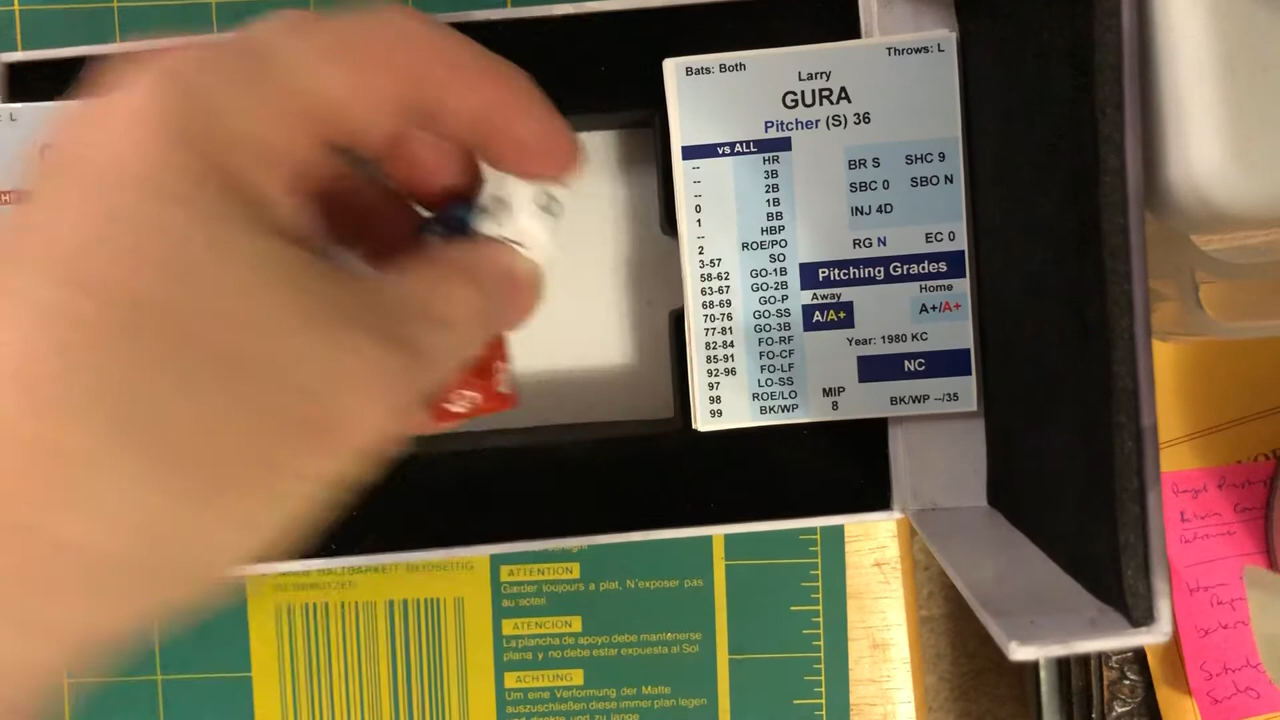 : L
Bats: Both
Throws: L
Larry
GURA
Pitcher (S) 36
vs ALL
-- HR
-- 3B
-- 2B
0 1B
1 BB
-- HBP
2 ROE/PO
3-57 SO
58-62 GO-1B
63-67 GO-2B
68-69 GO-P
70-76 GO-SS
77-81 GO-3B
82-84 FO-RF
85-91 FO-CF
92-96 FO-LF
97 LO-SS
98 ROE/LO
99 BK/WP
BR S SHC 9
SBC 0 SBO N
INJ 4D
RG N EC 0
Pitching Grades
Away Home
A/A+ A+/A+
Year: 1980 KC
NC
MIP
8
BK/WP --/35
ATTENTION
Garder toujours a plat, N'exposer pas
au soleil
ATENCION
La plancha de apoyo debe mantenerse
plana y no debe estar expuesta al Sol
ACHTUNG
Um eine Verformung der Matte
auszuschließen diese immer plan legen